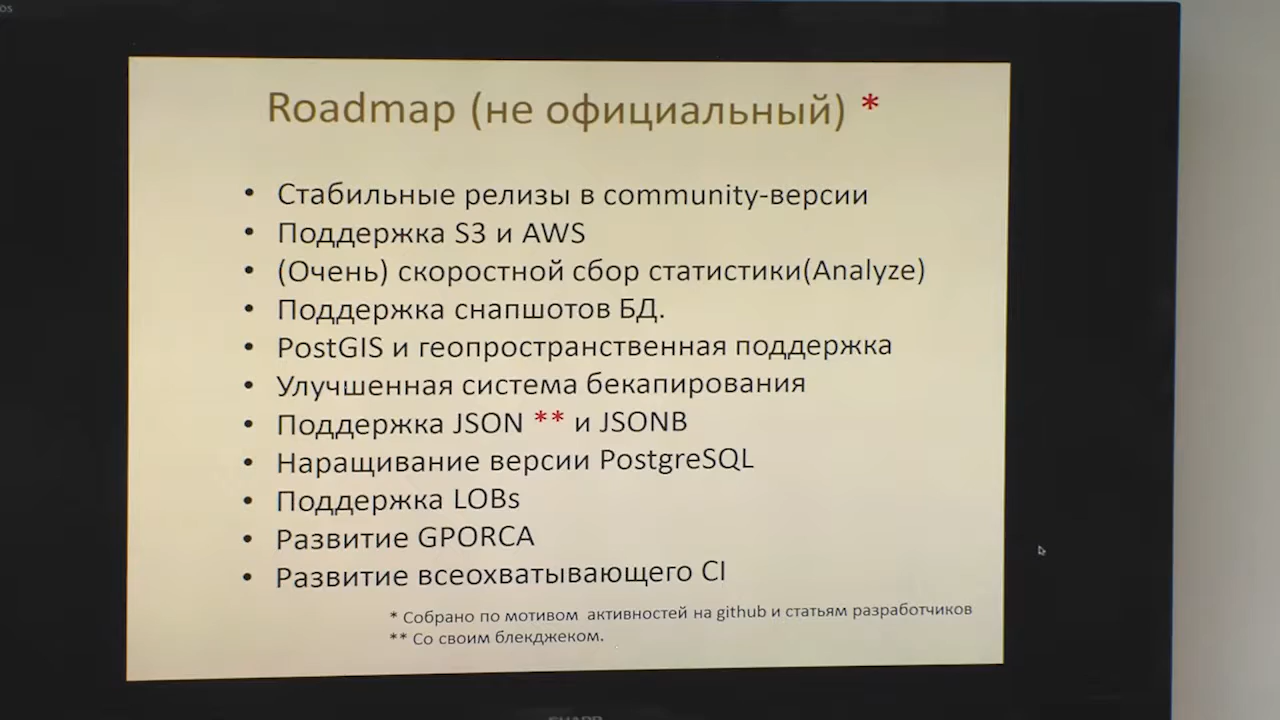 Roadmap (не официальный) *
• Стабильные релизы в community-версии
• Поддержка S3 и AWS
• (Очень) скоростной сбор статистики(Analyze)
• Поддержка снапшотов БД.
• PostGIS и геопространственная поддержка
• Улучшенная система бекапирования
• Поддержка JSON ** и JSONB
• Наращивание версии PostgreSQL
• Поддержка LOBs
• Развитие GPORCA
• Развитие всеохватывающего CI
* Собрано по мотивом активностей на github и статьям разработчиков
** Со своим блекджеком.